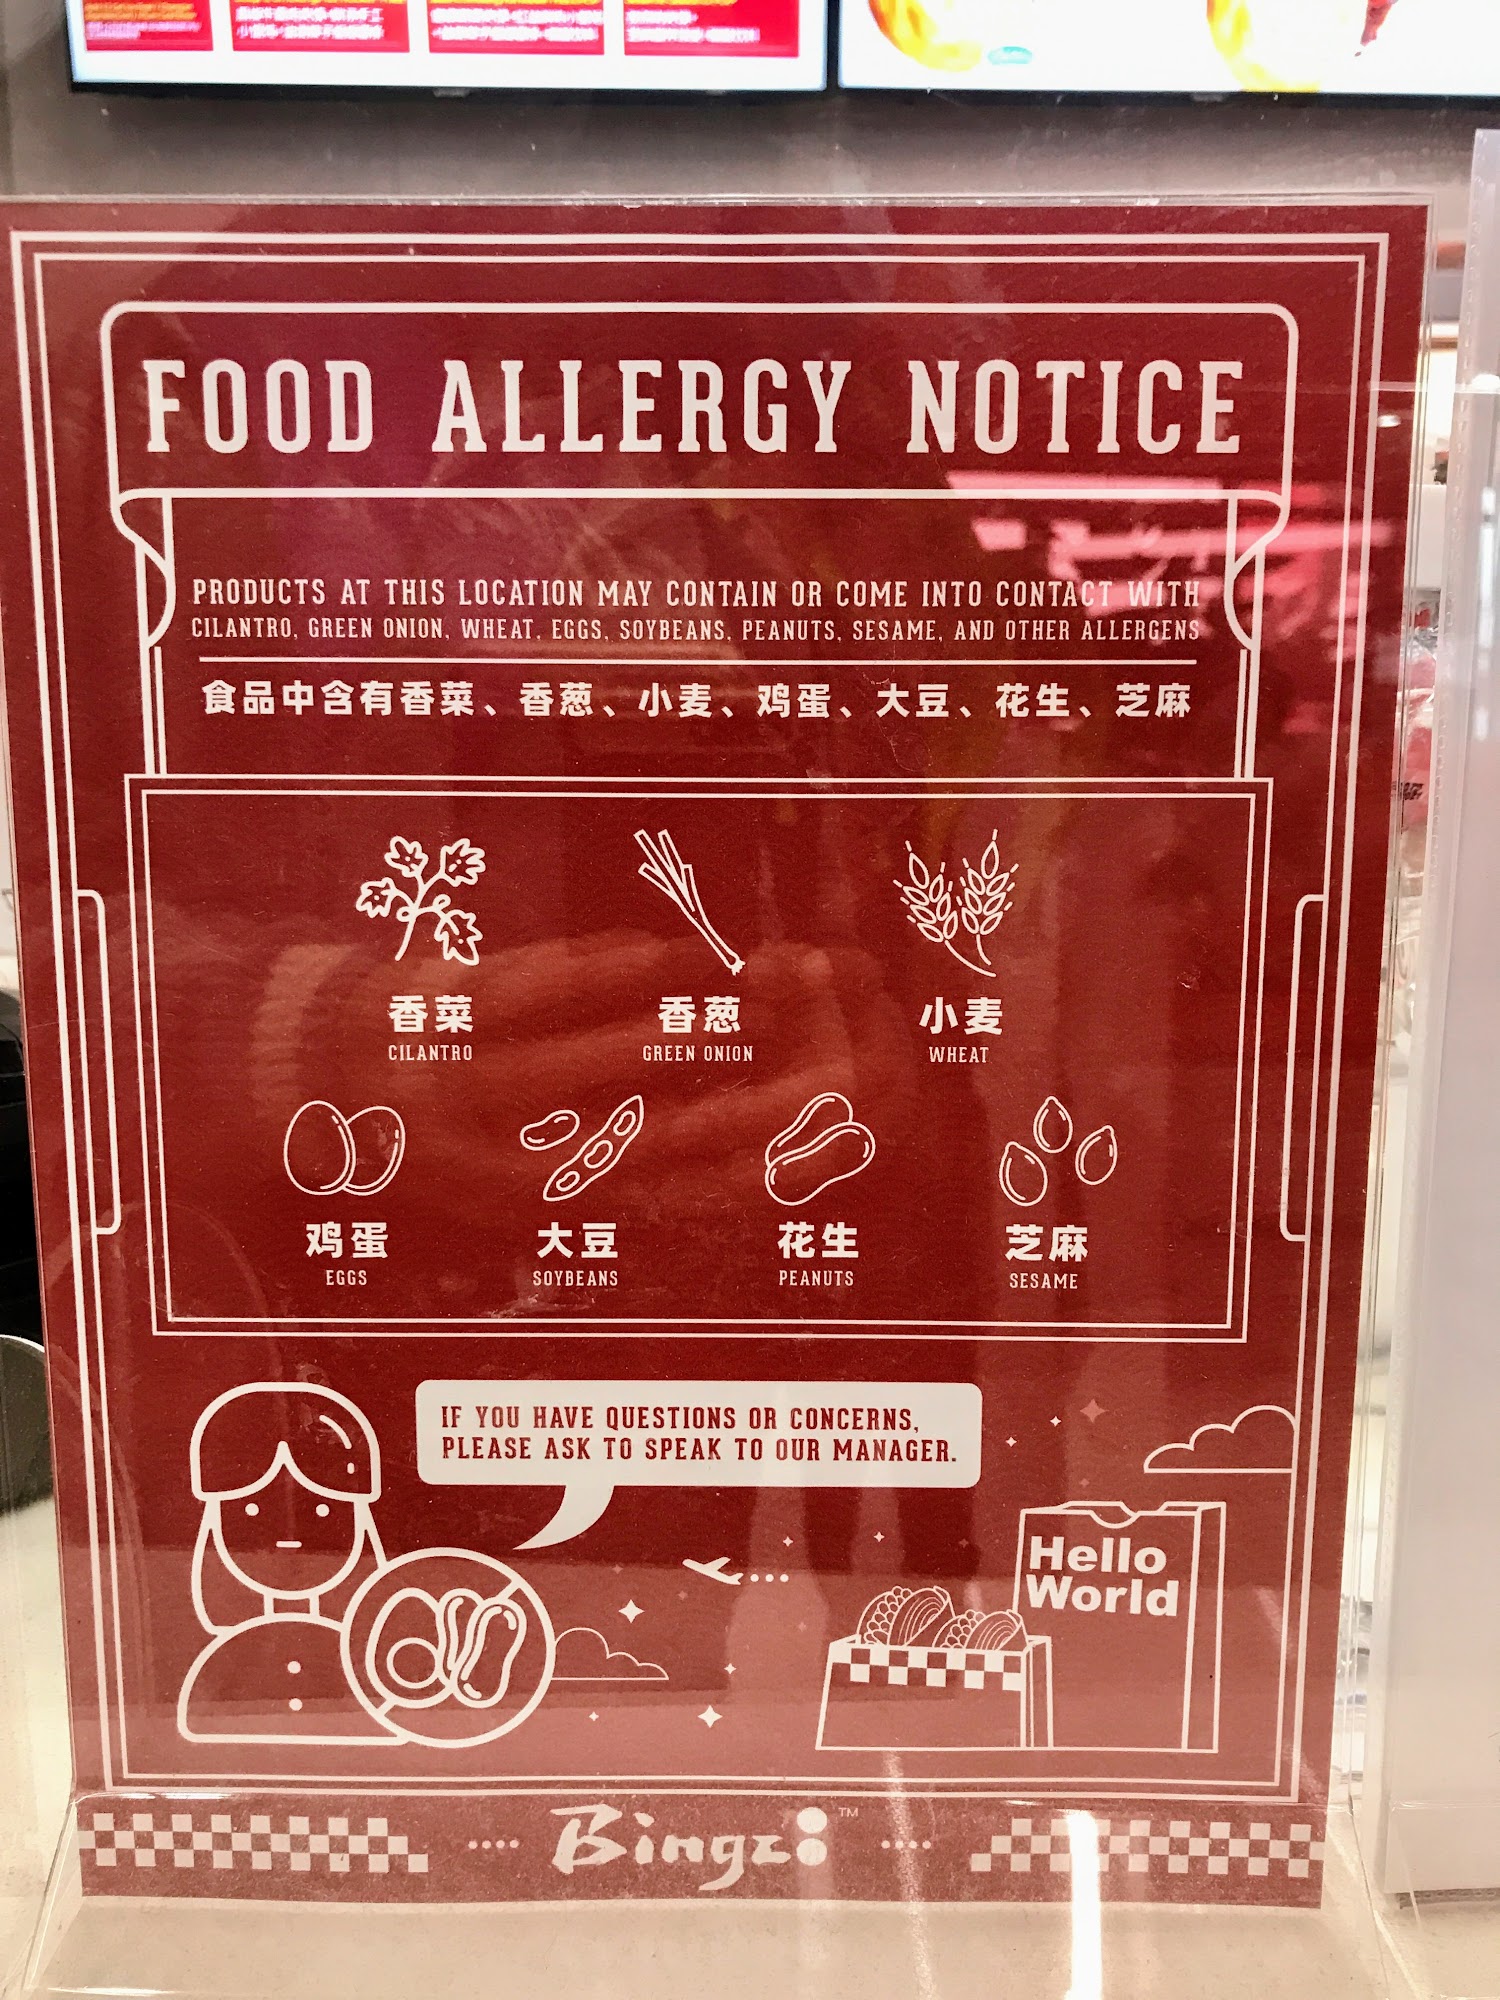 FOOD ALLERGY NOTICE
PRODUCTS AT THIS LOCATION MAY CONTAIN OR COME INTO CONTACT WITH
CILANTRO, GREEN ONION, WHEAT, EGGS, SOYBEANS, PEANUTS, SESAME, AND OTHER ALLERGENS
食品中含有香菜、香葱、小麦、鸡蛋、大豆、花生、芝麻
香菜 香葱 小麦
CILANTRO GREEN ONION WHEAT
鸡蛋 大豆 花生 芝麻
EGGS SOYBEANS PEANUTS SESAME
IF YOU HAVE QUESTIONS OR CONCERNS,
PLEASE ASK TO SPEAK TO OUR MANAGER.
Hello
World
Bingz TM